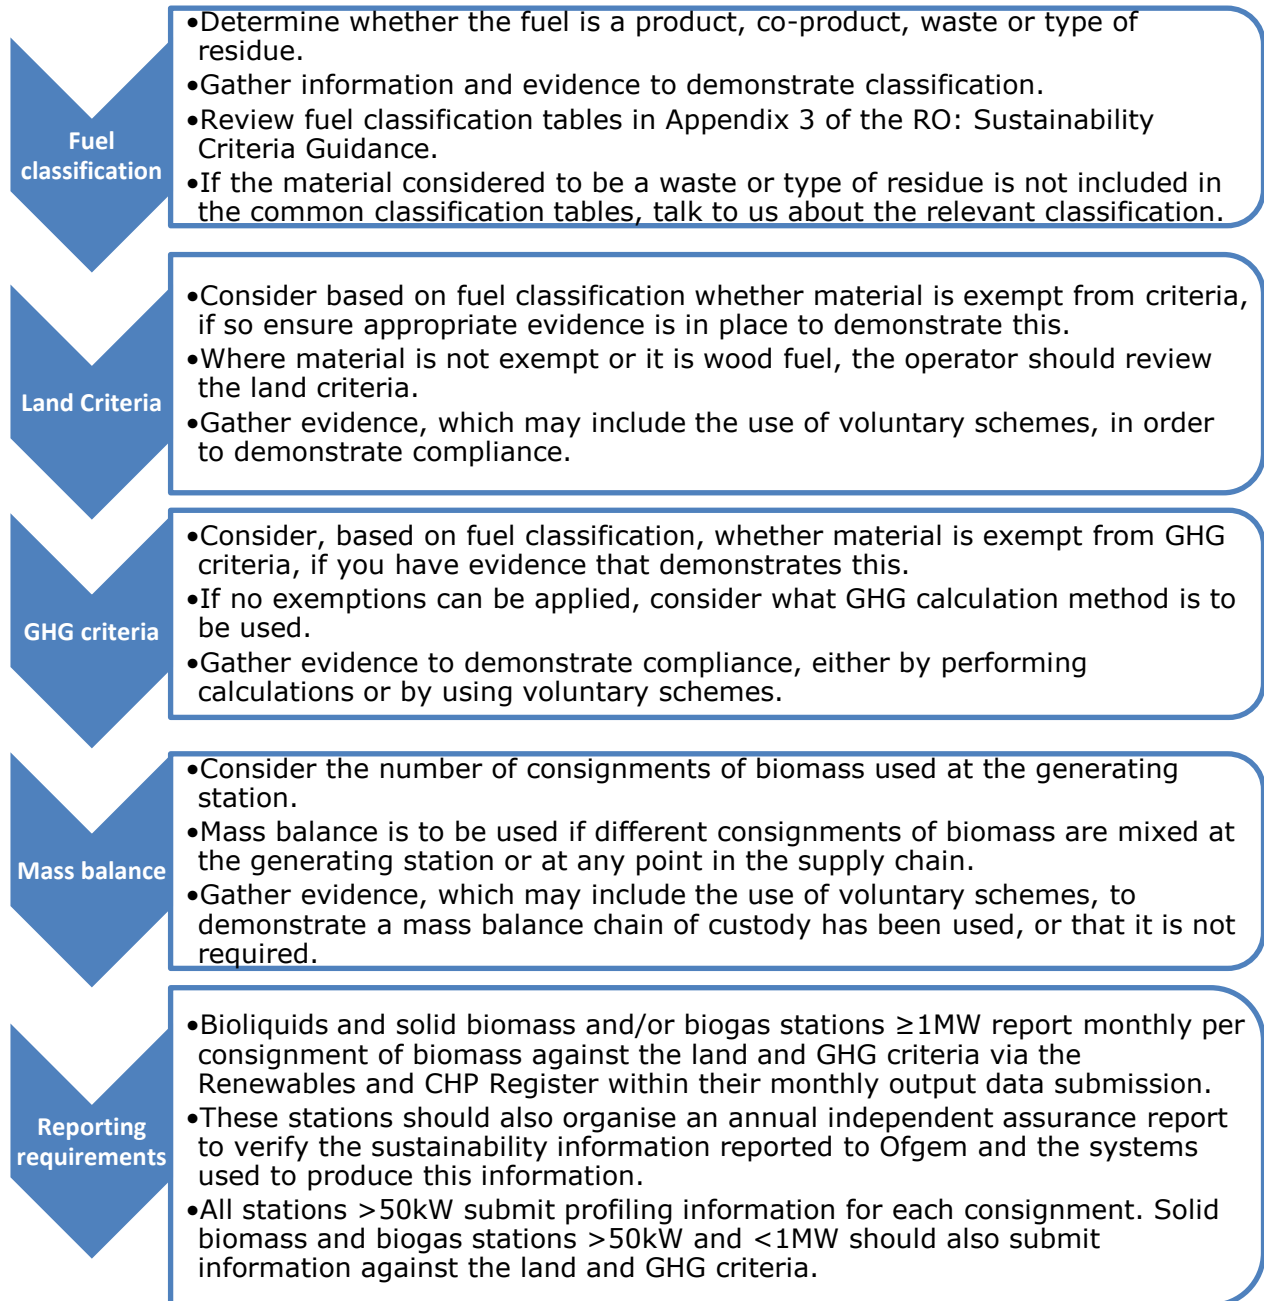 Fuel
classification
•Determine whether the fuel is a product, co-product, waste or type of
residue.
•Gather information and evidence to demonstrate classification.
•Review fuel classification tables in Appendix 3 of the RO: Sustainability
Criteria Guidance.
•If the material considered to be a waste or type of residue is not included in
the common classification tables, talk to us about the relevant classification.
Land Criteria
•Consider based on fuel classification whether material is exempt from criteria,
if so ensure appropriate evidence is in place to demonstrate this.
•Where material is not exempt or it is wood fuel, the operator should review
the land criteria.
•Gather evidence, which may include the use of voluntary schemes, in order
to demonstrate compliance.
GHG criteria
•Consider, based on fuel classification, whether material is exempt from GHG
criteria, if you have evidence that demonstrates this.
•If no exemptions can be applied, consider what GHG calculation method is to
be used.
•Gather evidence to demonstrate compliance, either by performing
calculations or by using voluntary schemes.
Mass balance
•Consider the number of consignments of biomass used at the generating
station.
•Mass balance is to be used if different consignments of biomass are mixed at
the generating station or at any point in the supply chain.
•Gather evidence, which may include the use of voluntary schemes, to
demonstrate a mass balance chain of custody has been used, or that it is not
required.
Reporting
requirements
•Bioliquids and solid biomass and/or biogas stations ≥1MW report monthly per
consignment of biomass against the land and GHG criteria via the
Renewables and CHP Register within their monthly output data submission.
•These stations should also organise an annual independent assurance report
to verify the sustainability information reported to Ofgem and the systems
used to produce this information.
•All stations >50kW submit profiling information for each consignment. Solid
biomass and biogas stations >50kW and <1MW should also submit
information against the land and GHG criteria.